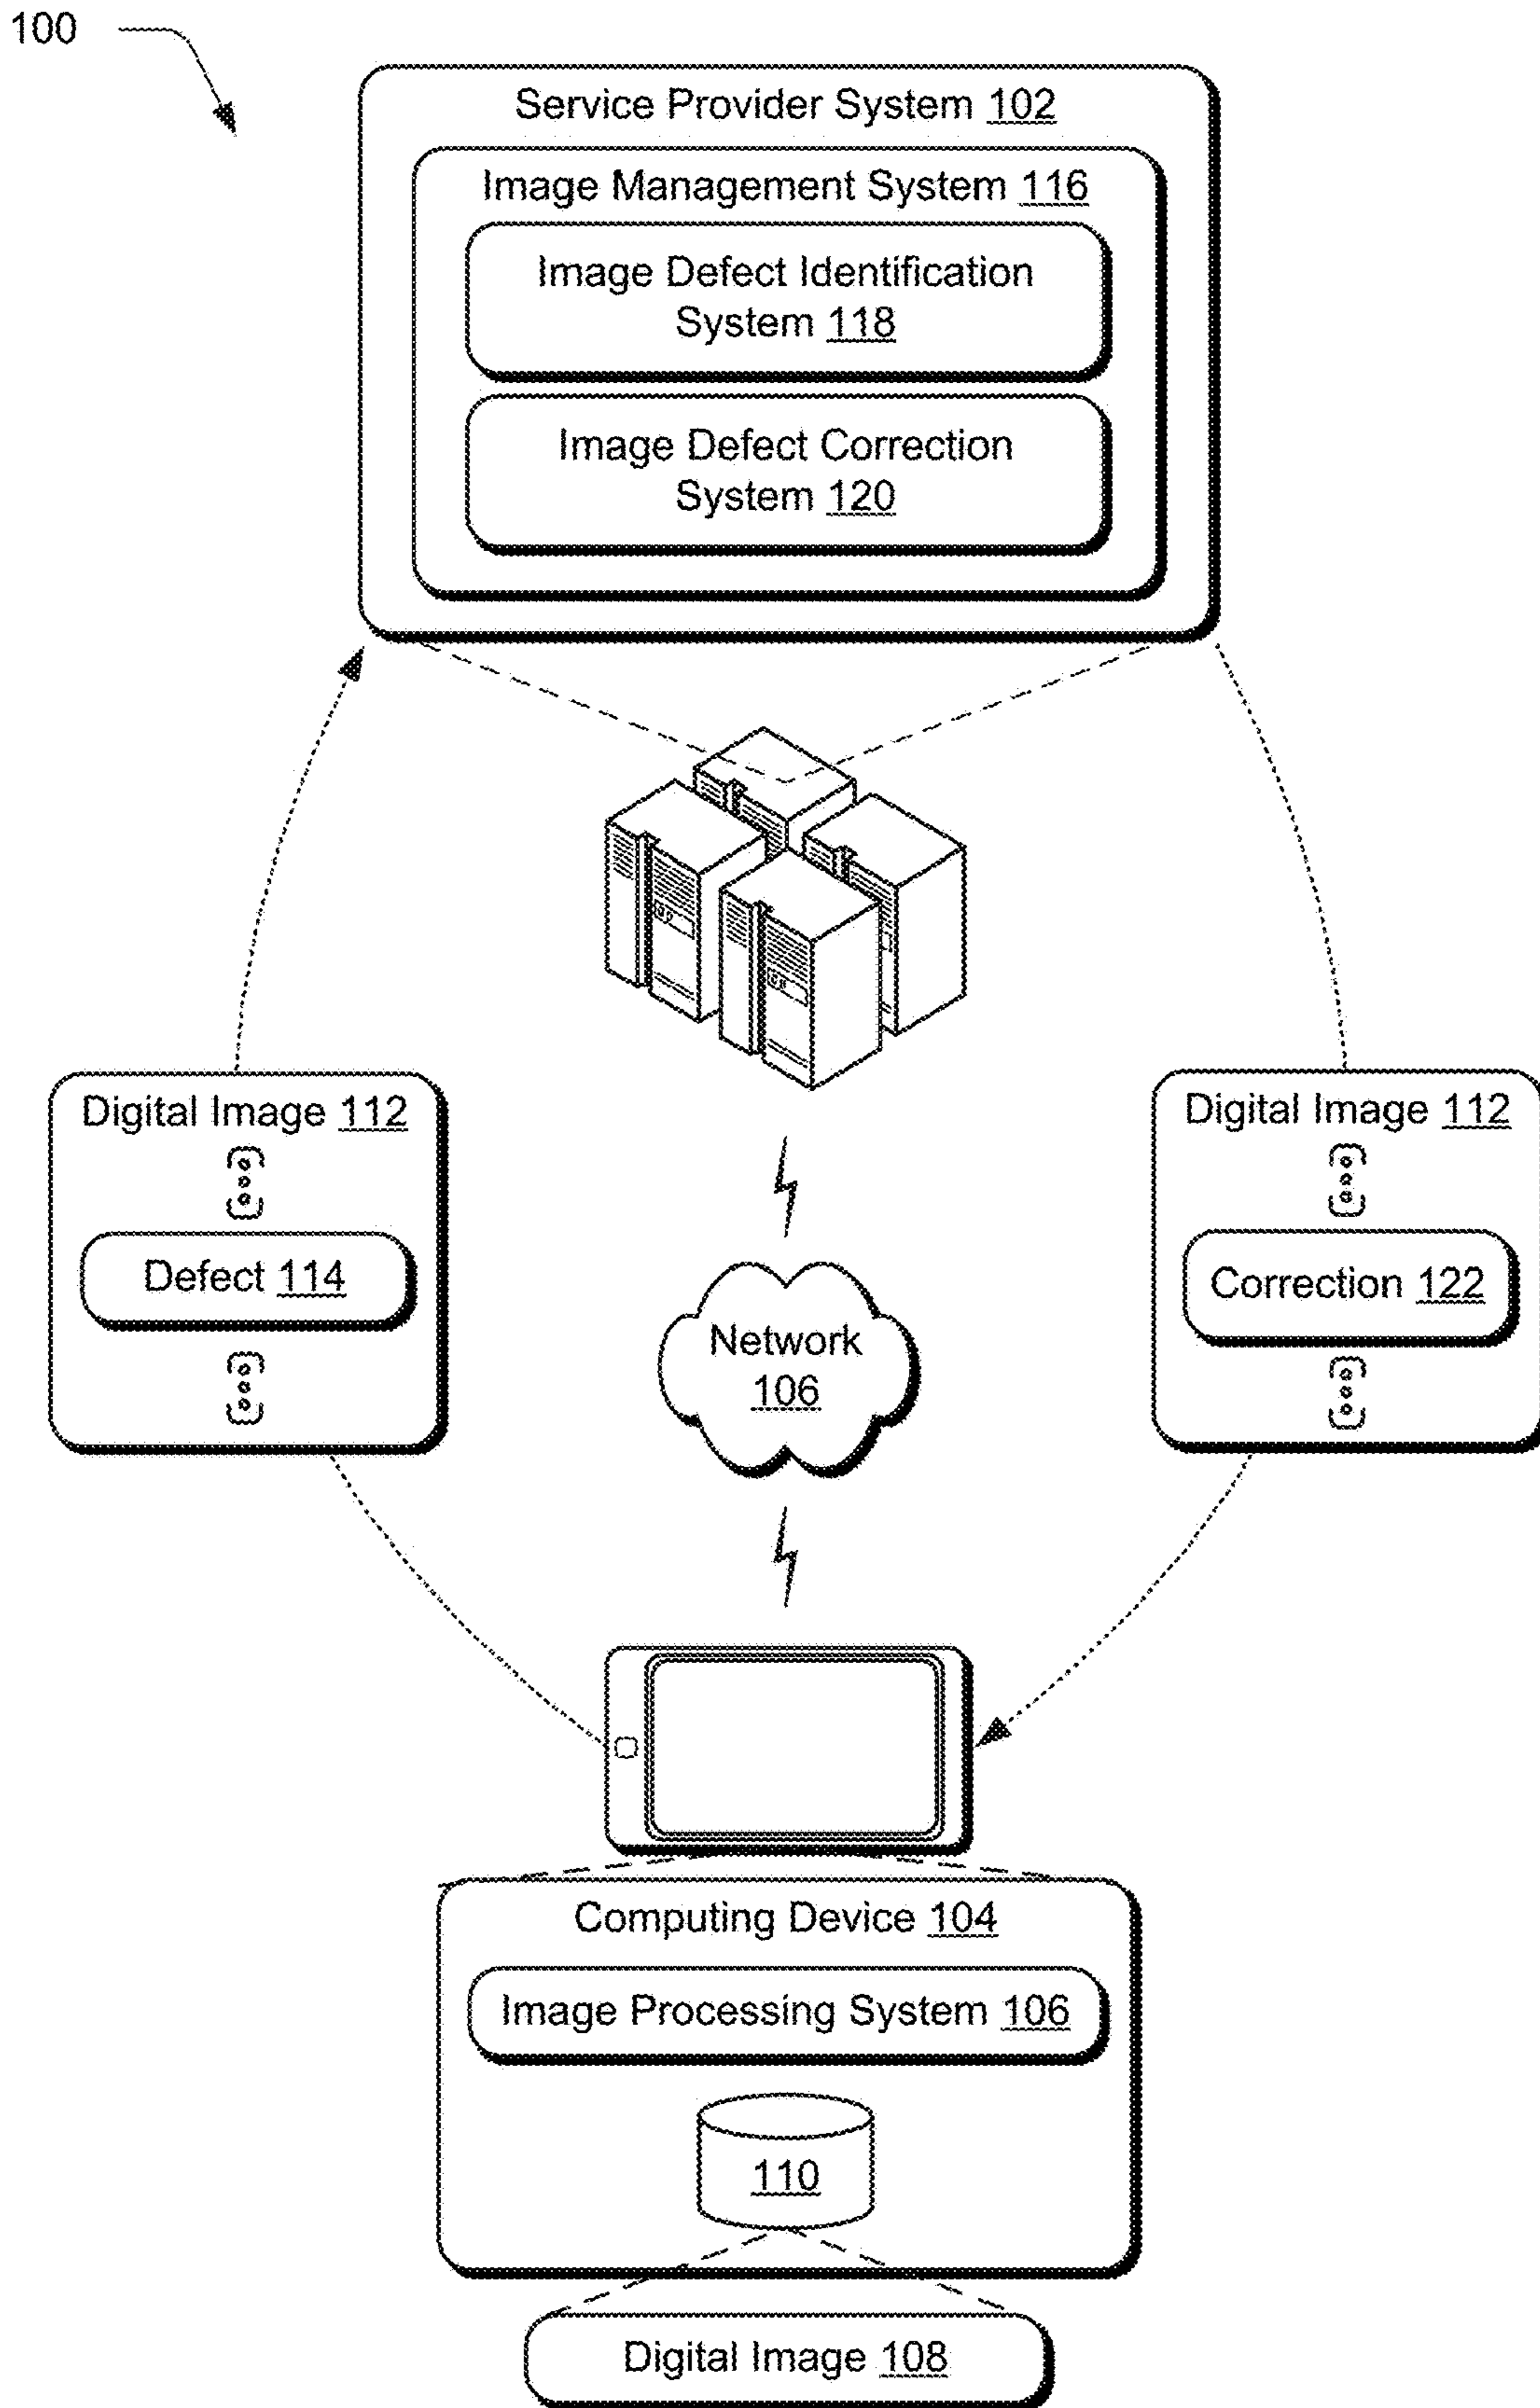 100
Service Provider System 102
Image Management System 116
Image Defect Identification
System 118
Image Defect Correction
System 120
Digital Image 112
Defect 114
Digital Image 112
Correction 122
Network
106
Computing Device 104
Image Processing System 106
110
Digital Image 108